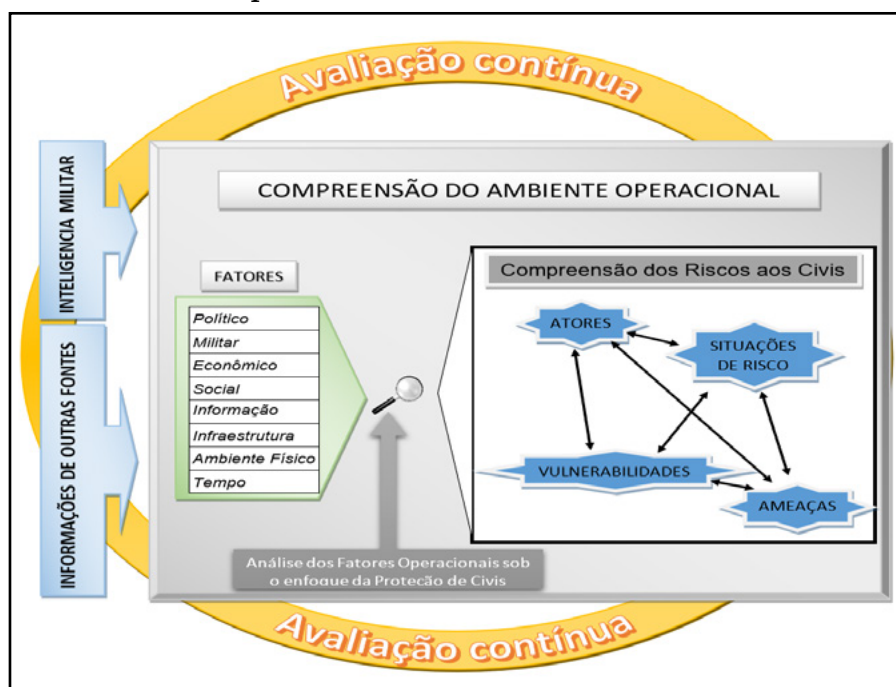 Avaliação contínua
INTELIGENCIA MILITAR
INFORMAÇÕES DE OUTRAS FONTES
COMPREENSÃO DO AMBIENTE OPERACIONAL
FATORES
Político
Militar
Econômico
Social
Informação
Infraestrutura
Ambiente Físico
Tempo
Análise dos Fatores Operacionais sob
o enfoque da Proteção de Civis
Compreensão dos Riscos aos Civis
ATORES
SITUAÇÕES
DE RISCO
VULNERABILIDADES
AMEAÇAS
Avaliação contínua